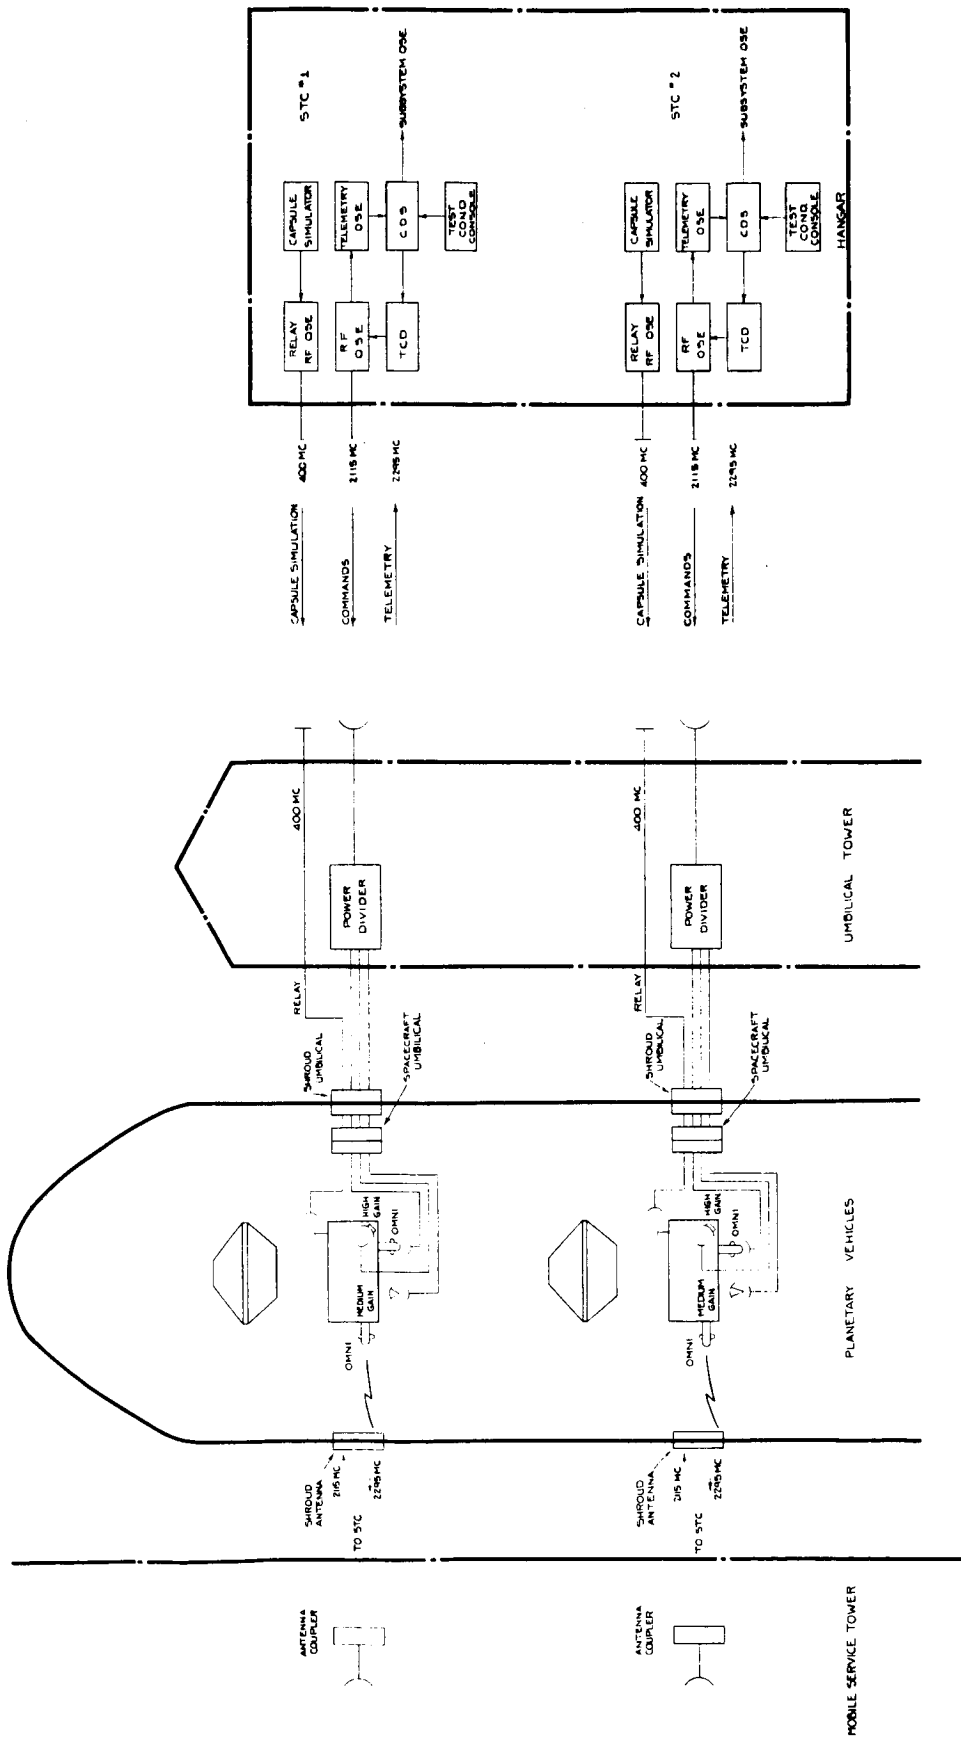 STC #1
CAPSULE
SIMULATOR
TELEMETRY
OSE
CDS
SUBSYSTEM OSE
TEST
COND
CONSOLE
RELAY
RF OSE
RF
OSE
TCD
CAPSULE SIMULATION
400 MC
COMMANDS
2115 MC
TELEMETRY
2295 MC
STC #2
CAPSULE
SIMULATOR
TELEMETRY
OSE
CDS
SUBSYSTEM OSE
TEST
COND.
CONSOLE
RELAY
RF OSE
RF
OSE
TCD
CAPSULE SIMULATION
400 MC
COMMANDS
2115 MC
TELEMETRY
2295 MC
HANGAR
400 MC
RELAY
POWER
DIVIDER
400 MC
RELAY
POWER
DIVIDER
UMBILICAL TOWER
SHROUD
UMBILICAL
SPACECRAFT
UMBILICAL
HIGH
GAIN
OMNI
MEDIUM
GAIN
OMNI
SHROUD
UMBILICAL
SPACECRAFT
UMBILICAL
HIGH
GAIN
OMNI
MEDIUM
GAIN
OMNI
PLANETARY VEHICLES
SHROUD
ANTENNA
2115 MC
2295 MC
TO STC
SHROUD
ANTENNA
2115 MC
2295 MC
TO STC
ANTENNA
COUPLER
ANTENNA
COUPLER
MOBILE SERVICE TOWER